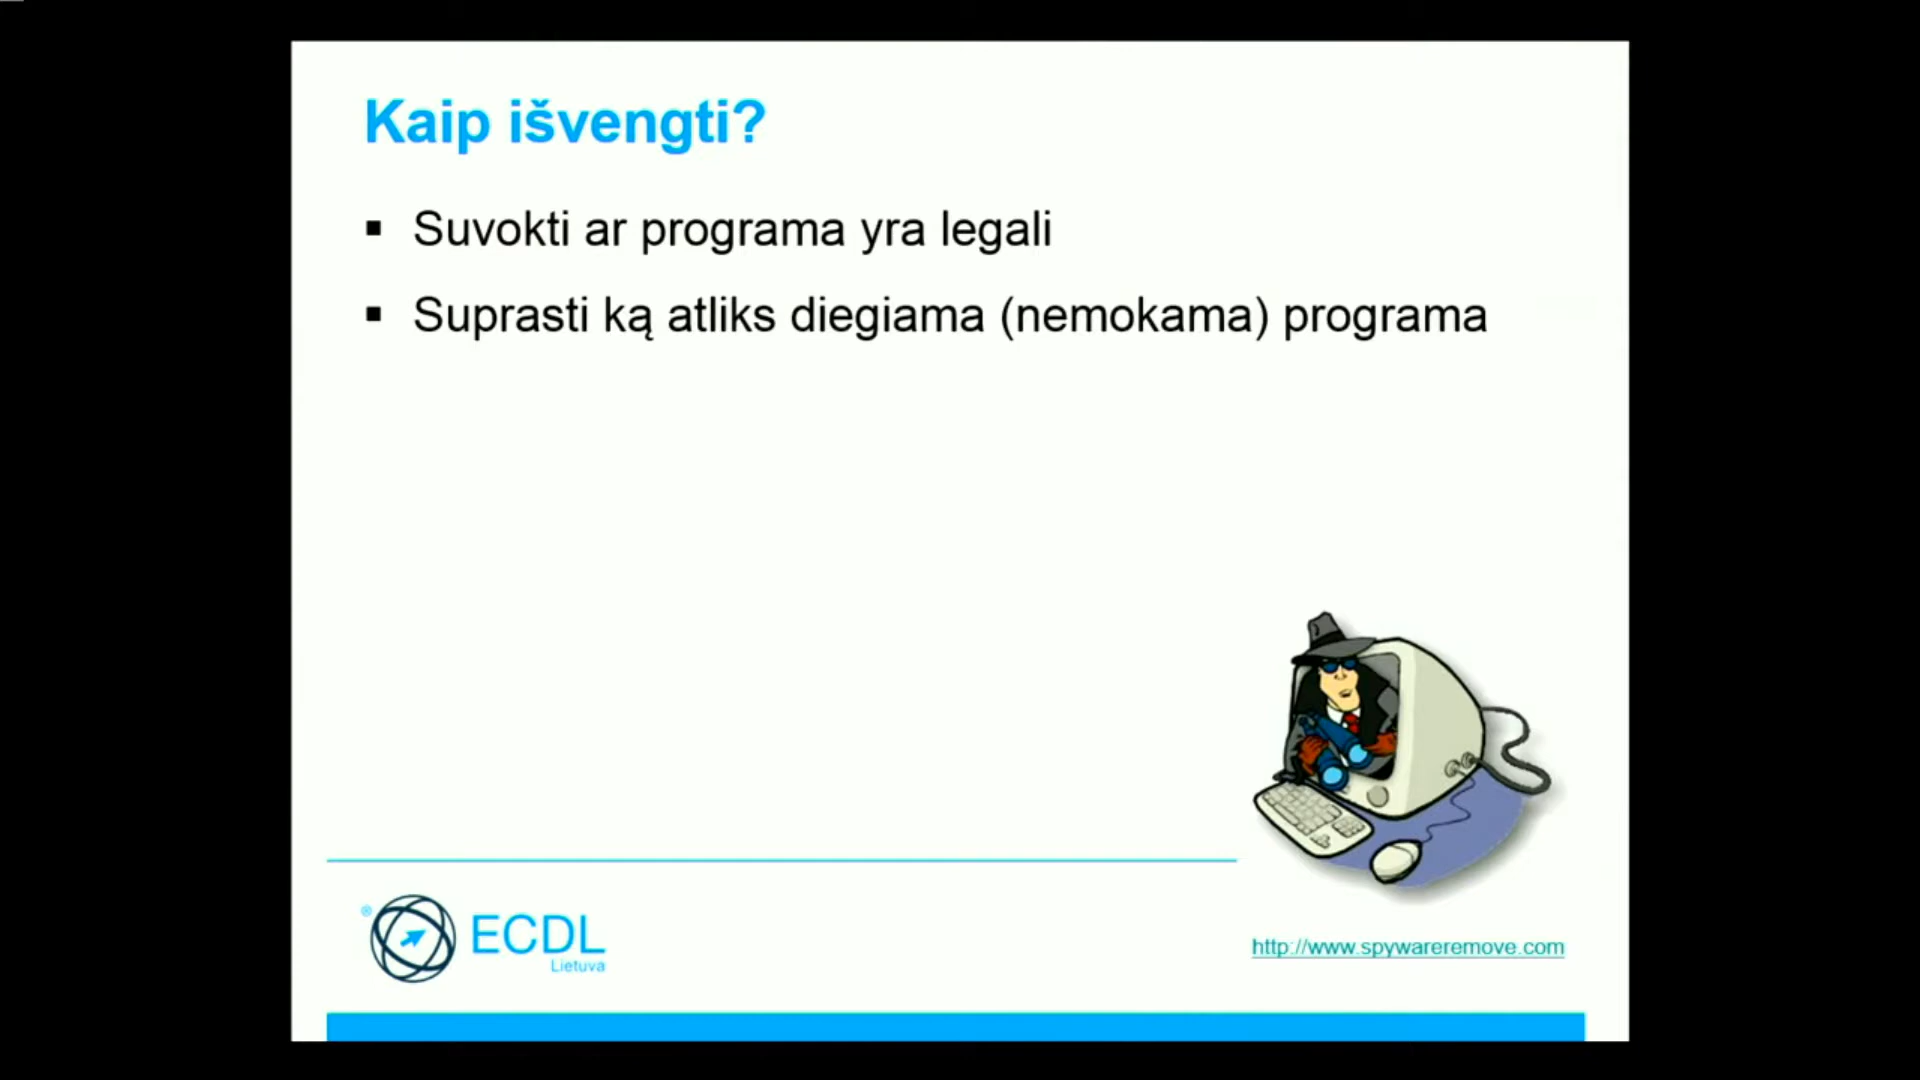 Kaip išvengti?
▪ Suvokti ar programa yra legali
▪ Suprasti ką atliks diegiama (nemokama) programa
® ECDL
Lietuva
http://www.spywareremove.com